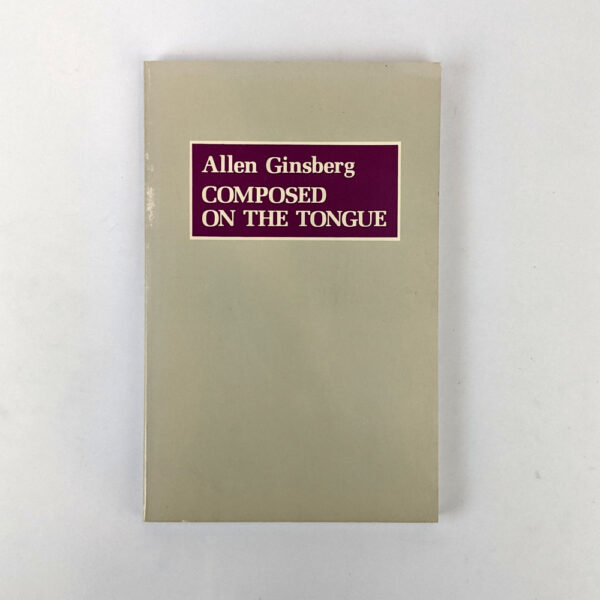 Allen Ginsberg
COMPOSED
ON THE TONGUE